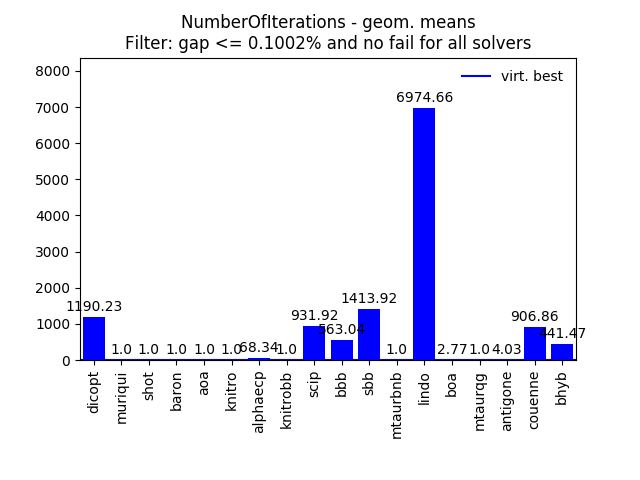 NumberOfIterations - geom. means
Filter: gap <= 0.1002% and no fail for all solvers
virt. best
8000
7000
6000
5000
4000
3000
2000
1000
0
1190.23
1.0
1.0
1.0
1.0
1.0
68.34
1.0
931.92
563.04
1413.92
1.0
6974.66
2.77
1.0
4.03
906.86
441.47
dicopt
muriqui
shot
baron
aoa
knitro
alphaecp
knitrobb
scip
bbb
sbb
mtaurbnb
lindo
boa
mtaurqg
antigone
couenne
bhyb